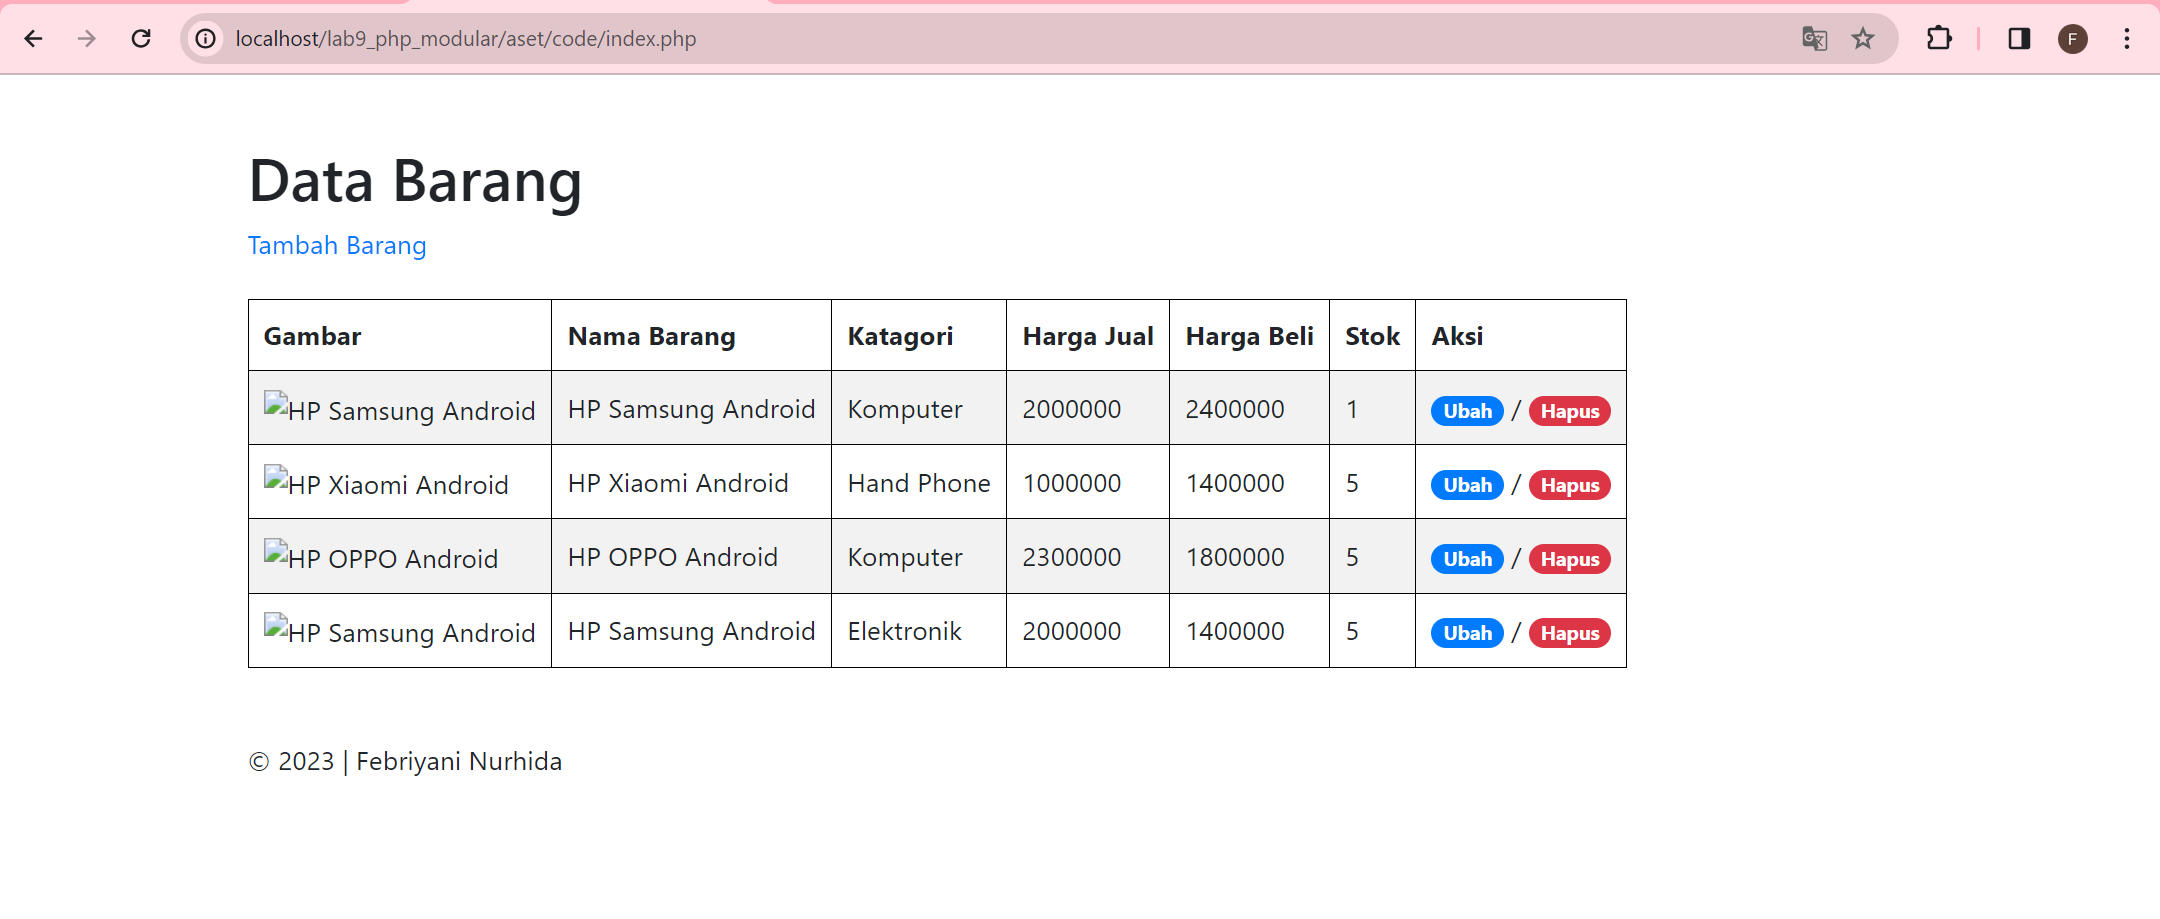 localhost/lab9_php_modular/aset/code/index.php
F
Data Barang
Tambah Barang
Gambar Nama Barang Katagori Harga Jual Harga Beli Stok Aksi
HP Samsung Android HP Samsung Android Komputer 2000000 2400000 1 Ubah / Hapus
HP Xiaomi Android HP Xiaomi Android Hand Phone 1000000 1400000 5 Ubah / Hapus
HP OPPO Android HP OPPO Android Komputer 2300000 1800000 5 Ubah / Hapus
HP Samsung Android HP Samsung Android Elektronik 2000000 1400000 5 Ubah / Hapus
© 2023 | Febriyani Nurhida